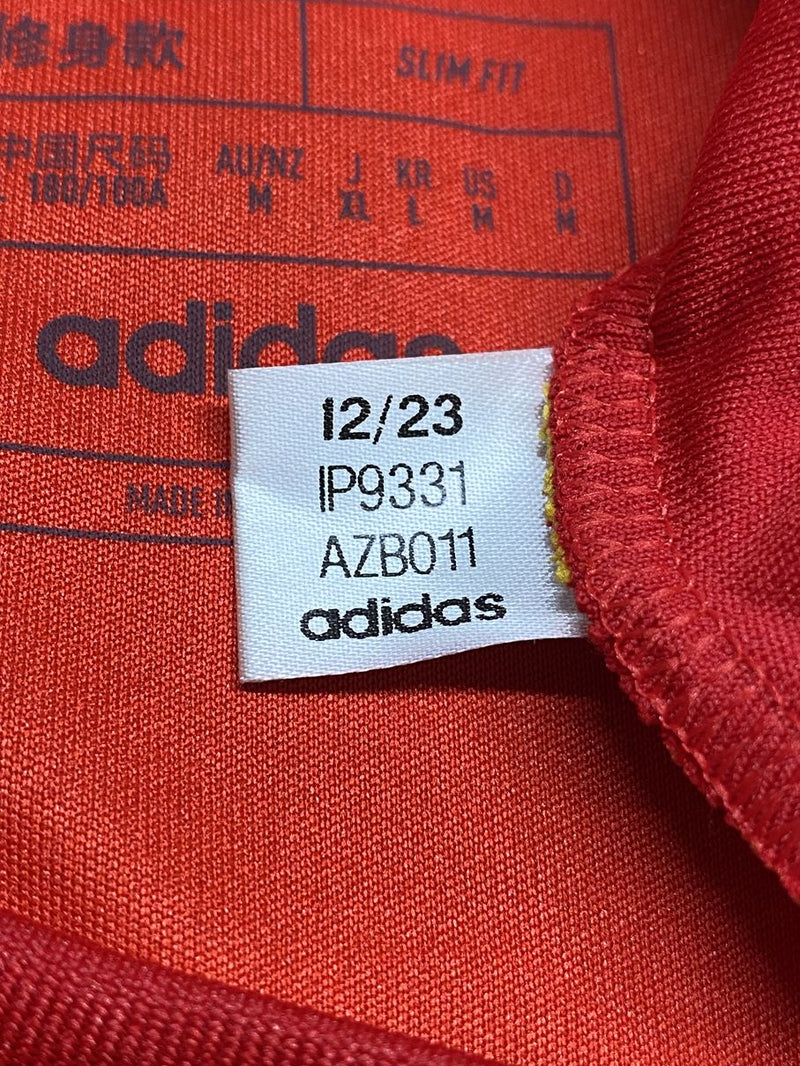 修身款
SLIM FIT
中国尺码 AU/NZ J KR US D
180/100A M XL L M M
adidas
MADE
12/23
IP9331
AZB011
adidas